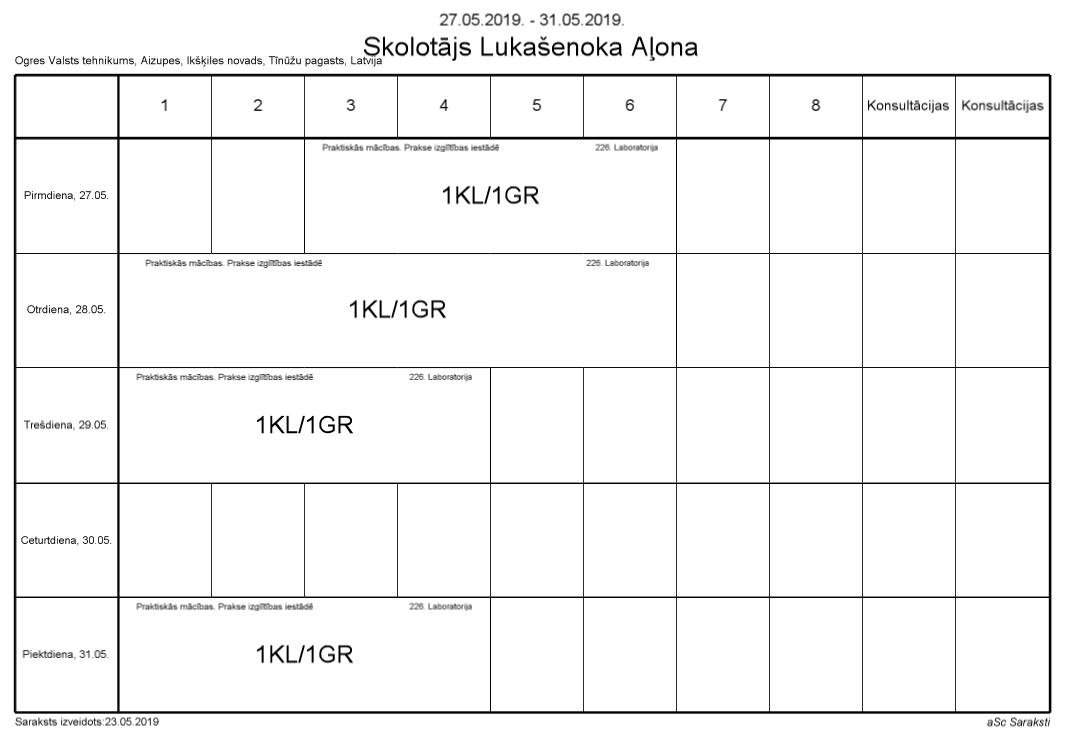 27.05.2019. - 31.05.2019.
Skolotājs Lukašenoka Aļona
Ogres Valsts tehnikums, Aizupes, Ikšķiles novads, Tīnūžu pagasts, Latvija
1 2 3 4 5 6 7 8 Konsultācijas Konsultācijas
Praktiskās mācības. Prakse izglītības iestādē 226. Laboratorija
Pirmdiena, 27.05. 1KL/1GR
Praktiskās mācības. Prakse izglītības iestādē 226. Laboratorija
Otrdiena, 28.05. 1KL/1GR
Praktiskās mācības. Prakse izglītības iestādē 226. Laboratorija
Trešdiena, 29.05. 1KL/1GR
Ceturtdiena, 30.05.
Praktiskās mācības. Prakse izglītības iestādē 226. Laboratorija
Piektdiena, 31.05. 1KL/1GR
Saraksts izveidots:23.05.2019 aSc Saraksti